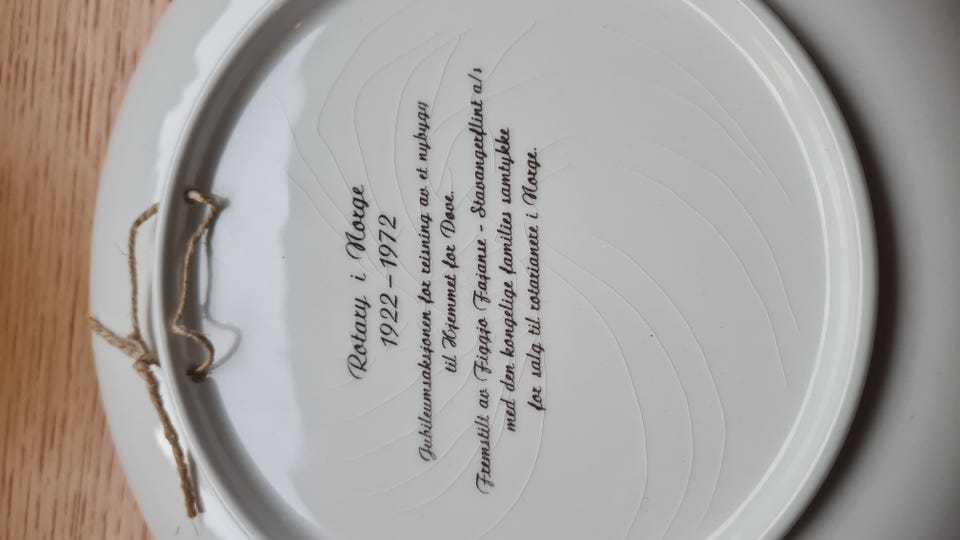 Rotary i Norge
1922-1972
Jubileumsaksjonen for reisning av et nybygg
til Hjemmet for Døve.
Fremstilt av Figgjo Fajanse - Stavangerflint a/s
med den kongelige families samtykke
for salg til rotarianere i Norge.